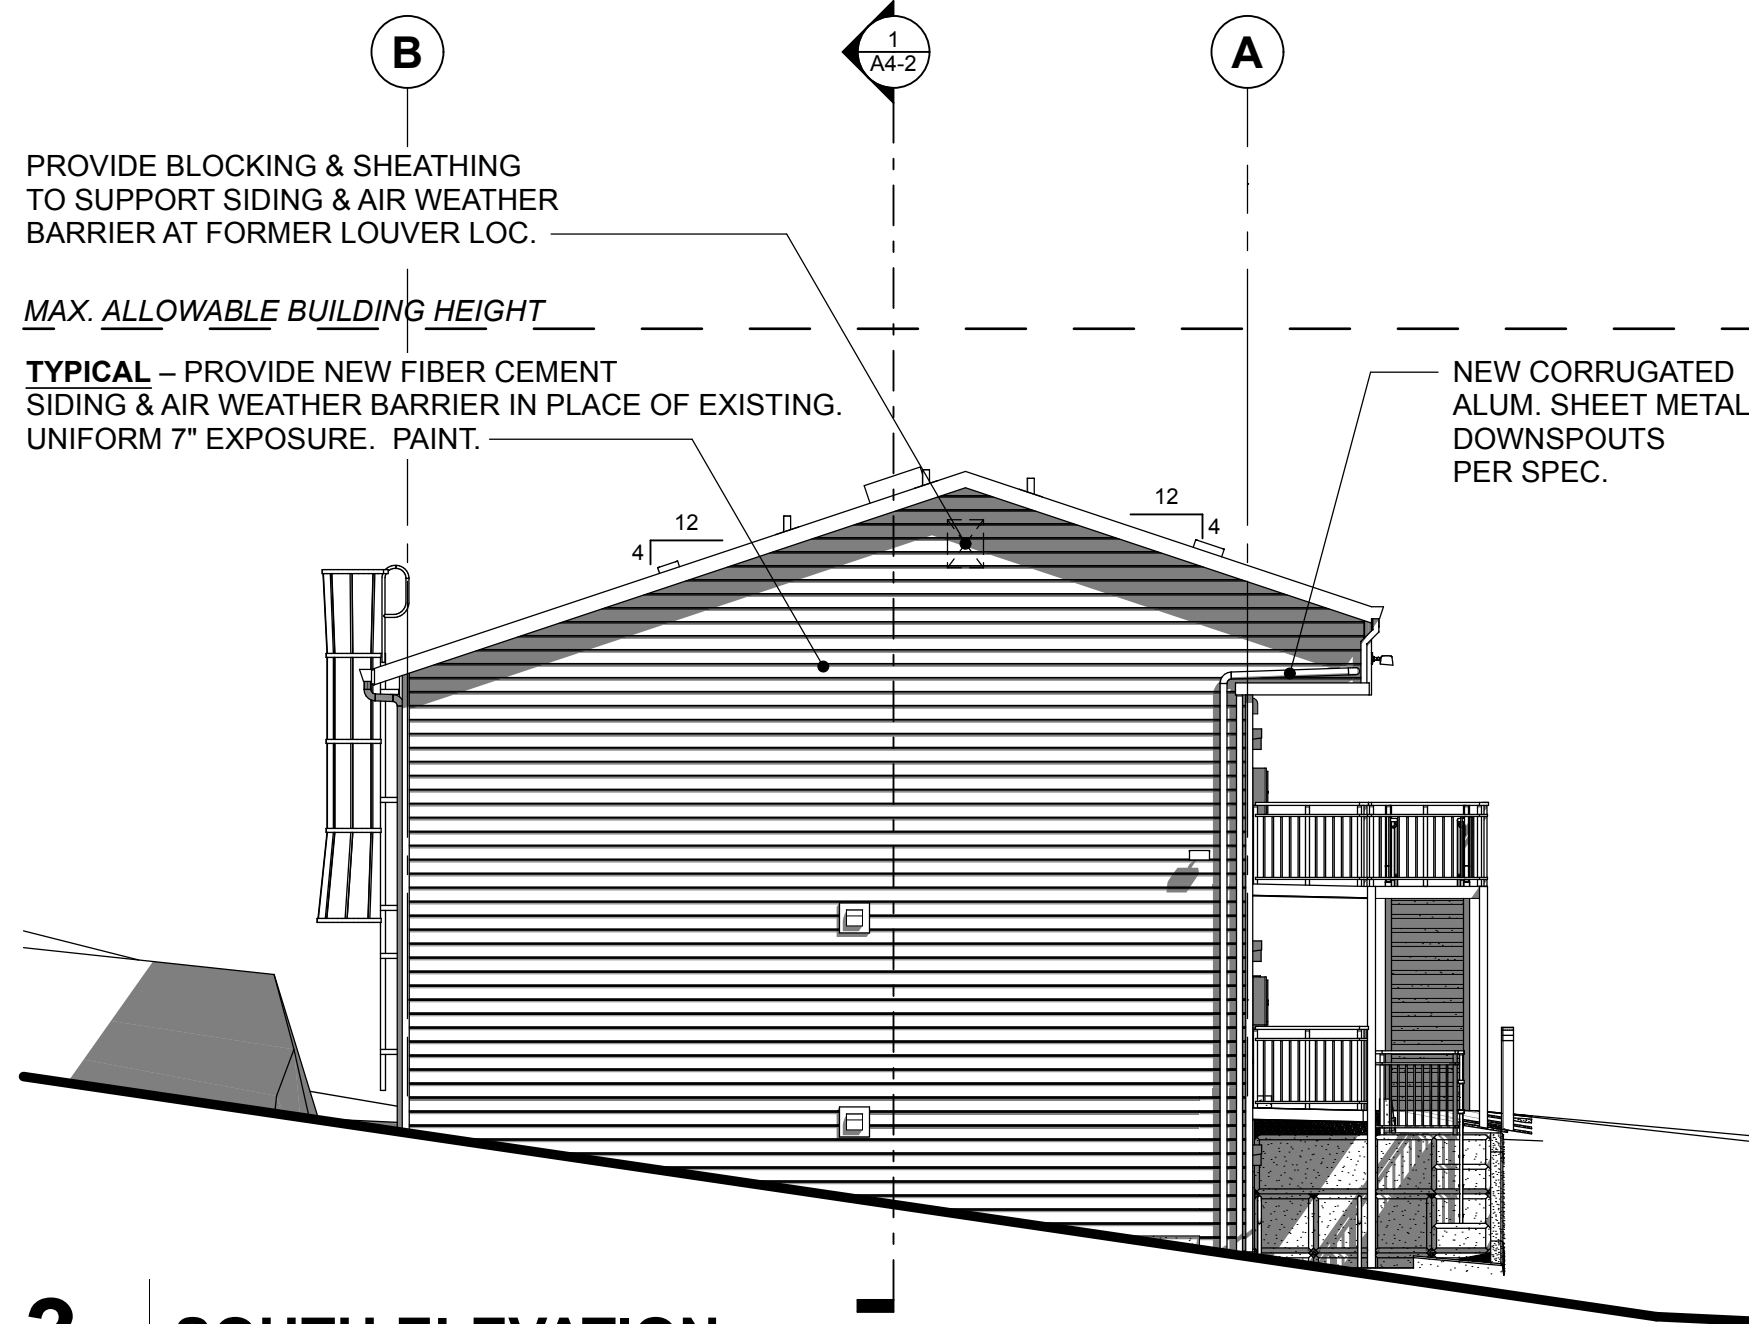 B
1
A4-2
A
PROVIDE BLOCKING & SHEATHING
TO SUPPORT SIDING & AIR WEATHER
BARRIER AT FORMER LOUVER LOC.
MAX. ALLOWABLE BUILDING HEIGHT
TYPICAL – PROVIDE NEW FIBER CEMENT
SIDING & AIR WEATHER BARRIER IN PLACE OF EXISTING.
UNIFORM 7" EXPOSURE. PAINT.
NEW CORRUGATED
ALUM. SHEET METAL
DOWNSPOUTS
PER SPEC.
12
4
12
4
SOUTH ELEVATION